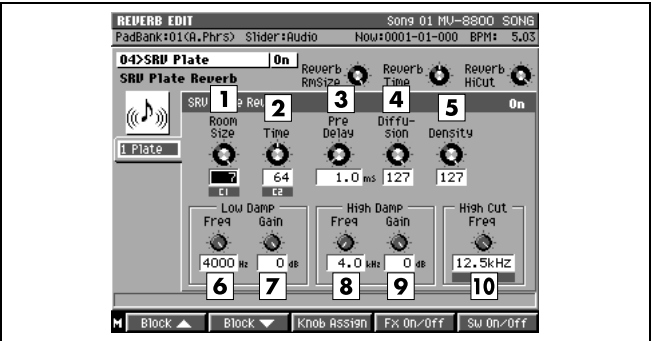 REVERB EDIT Song 01 MV-8800 SONG
PadBank:01(A.Phrs) Slider:Audio Now:0001-01-000 BPM: 5.03
04>SRV Plate On
Reverb RmSize Reverb Time Reverb HiCut
SRV Plate Reverb
SRV On
1 2 3 4 5
Room Size Time Pre Delay Diffu-sion Density
1 Plate
7 64 1.0 ms 127 127
C1 C2
Low Damp High Damp High Cut
Freq Gain Freq Gain Freq
4000 Hz 0 dB 4.0 kHz 0 dB 12.5kHz
6 7 8 9 10
M Block ▲ Block ▼ Knob Assign Fx On/Off Sw On/Off